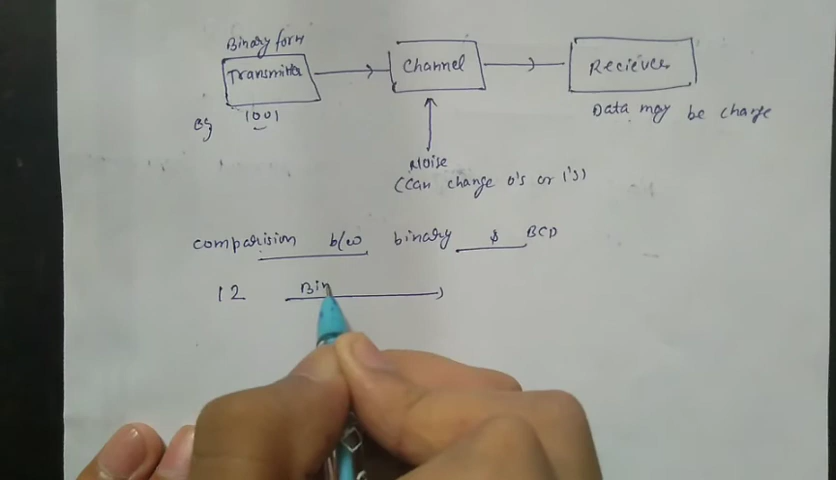 Binary form
Transmitter
Channel
Reciever
Eg 1001
Data may be change
Noise
(Can change 0's or 1's)
comparision b/w binary & BCD
12 Bin